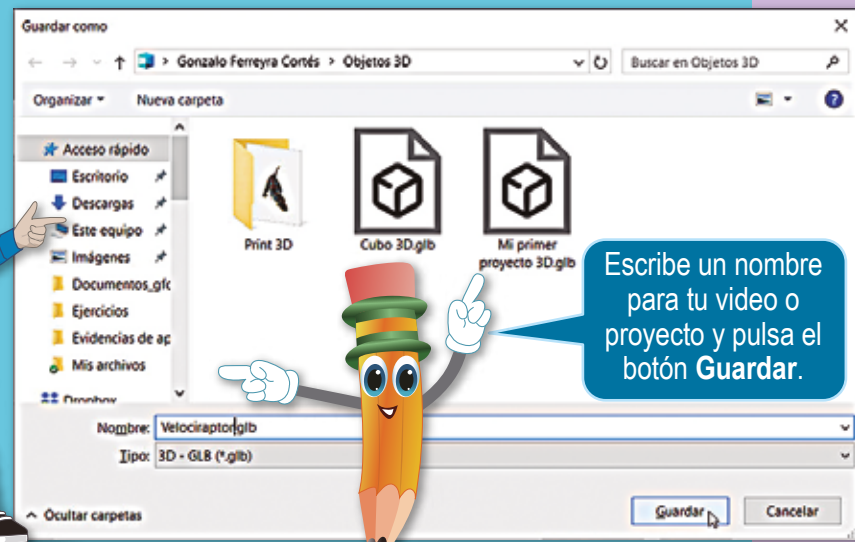 Guardar como
Gonzalo Ferreyra Cortés > Objetos 3D
Buscar en Objetos 3D
Organizar
Nueva carpeta
Acceso rápido
Escritorio
Descargas
Este equipo
Imágenes
Documentos_gfc
Ejercicios
Evidencias de ap
Mis archivos
Dropbox
Print 3D
Cubo 3D.glb
Mi primer
proyecto 3D.glb
Escribe un nombre
para tu video o
proyecto y pulsa el
botón Guardar.
Nombre: Velociraptor.glb
Tipo: 3D - GLB (*.glb)
Ocultar carpetas
Guardar
Cancelar